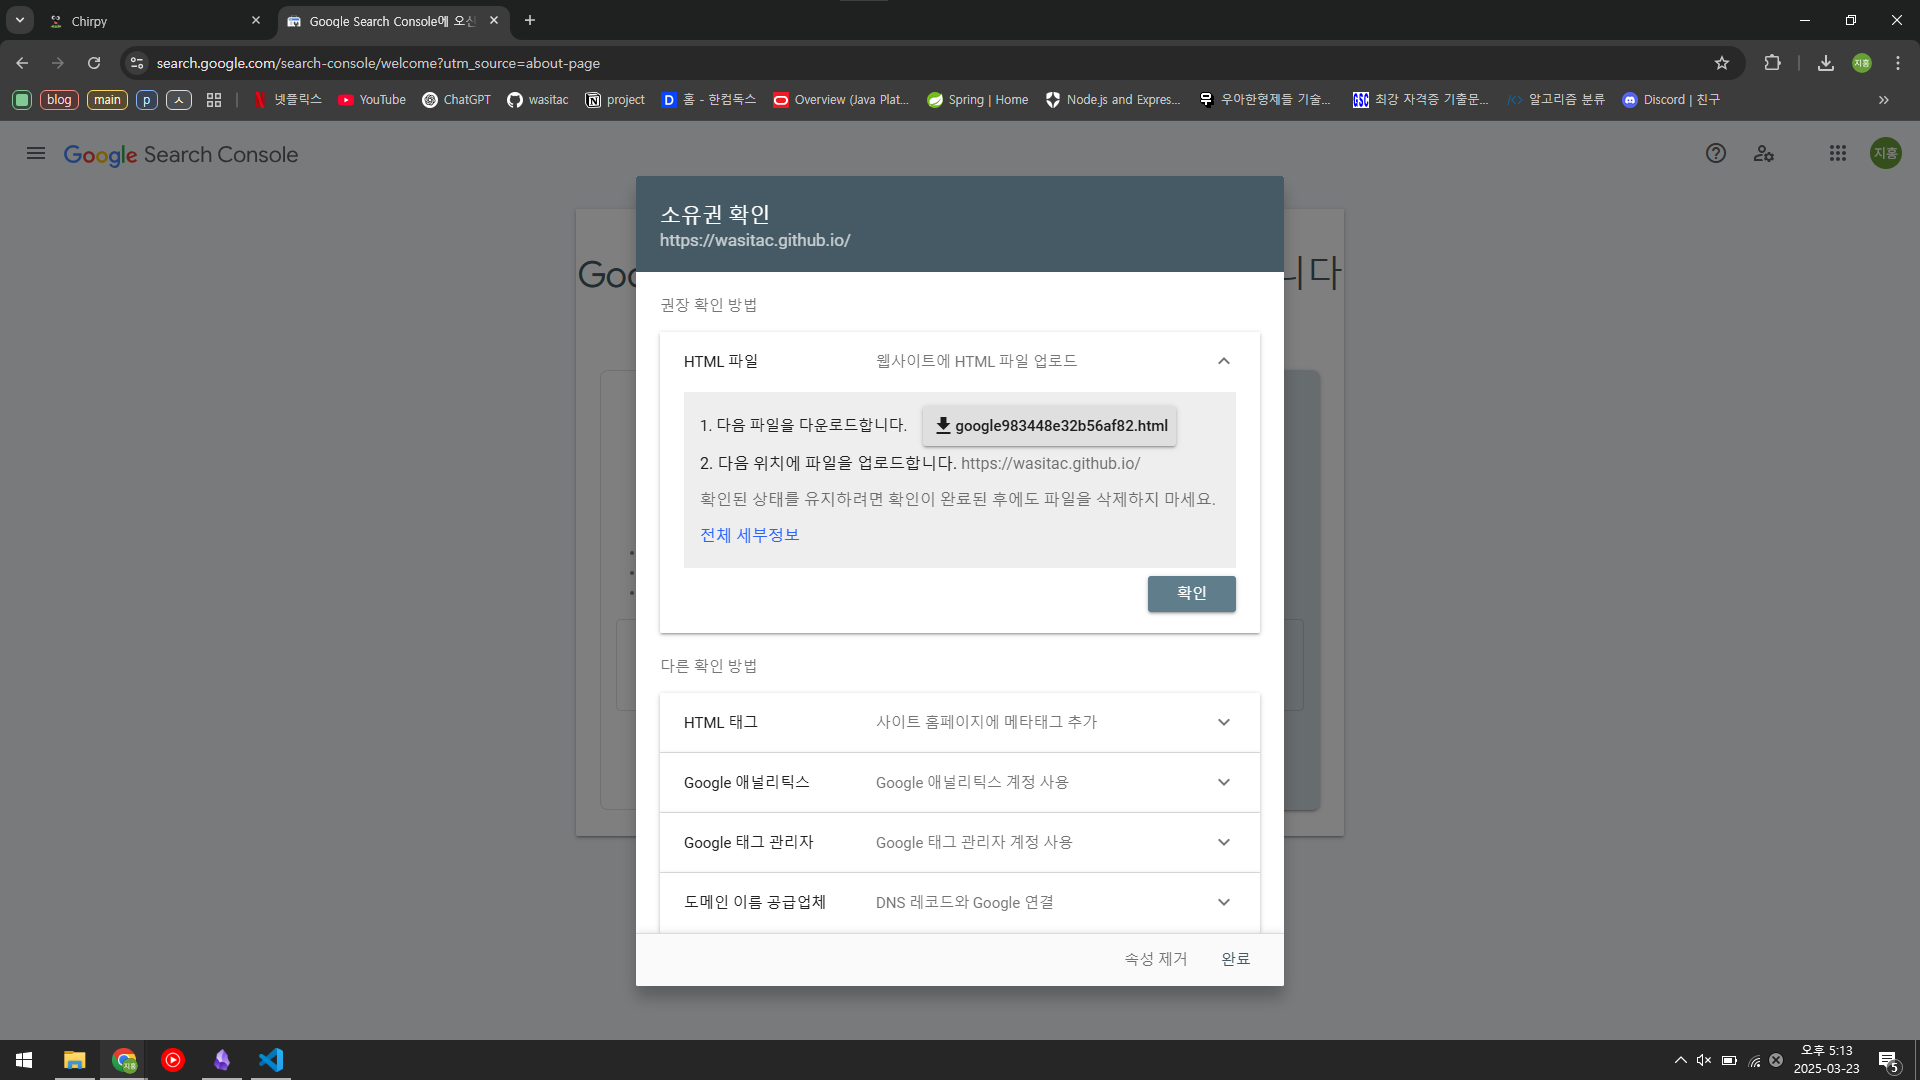 Chirpy
Google Search Console에 오신
search.google.com/search-console/welcome?utm_source=about-page
지홍
blog
main
p
ㅅ
넷플릭스
YouTube
ChatGPT
wasitac
project
홈 - 한컴독스
Overview (Java Plat...
Spring | Home
Node.js and Expres...
우아한형제들 기술...
최강 자격증 기출문...
알고리즘 분류
Discord | 친구
Google Search Console
지홍
Goo
니다
소유권 확인
https://wasitac.github.io/
권장 확인 방법
HTML 파일
웹사이트에 HTML 파일 업로드
1. 다음 파일을 다운로드합니다.
google983448e32b56af82.html
2. 다음 위치에 파일을 업로드합니다. https://wasitac.github.io/
확인된 상태를 유지하려면 확인이 완료된 후에도 파일을 삭제하지 마세요.
전체 세부정보
확인
다른 확인 방법
HTML 태그
사이트 홈페이지에 메타태그 추가
Google 애널리틱스
Google 애널리틱스 계정 사용
Google 태그 관리자
Google 태그 관리자 계정 사용
도메인 이름 공급업체
DNS 레코드와 Google 연결
속성 제거
완료
오후 5:13
2025-03-23
5